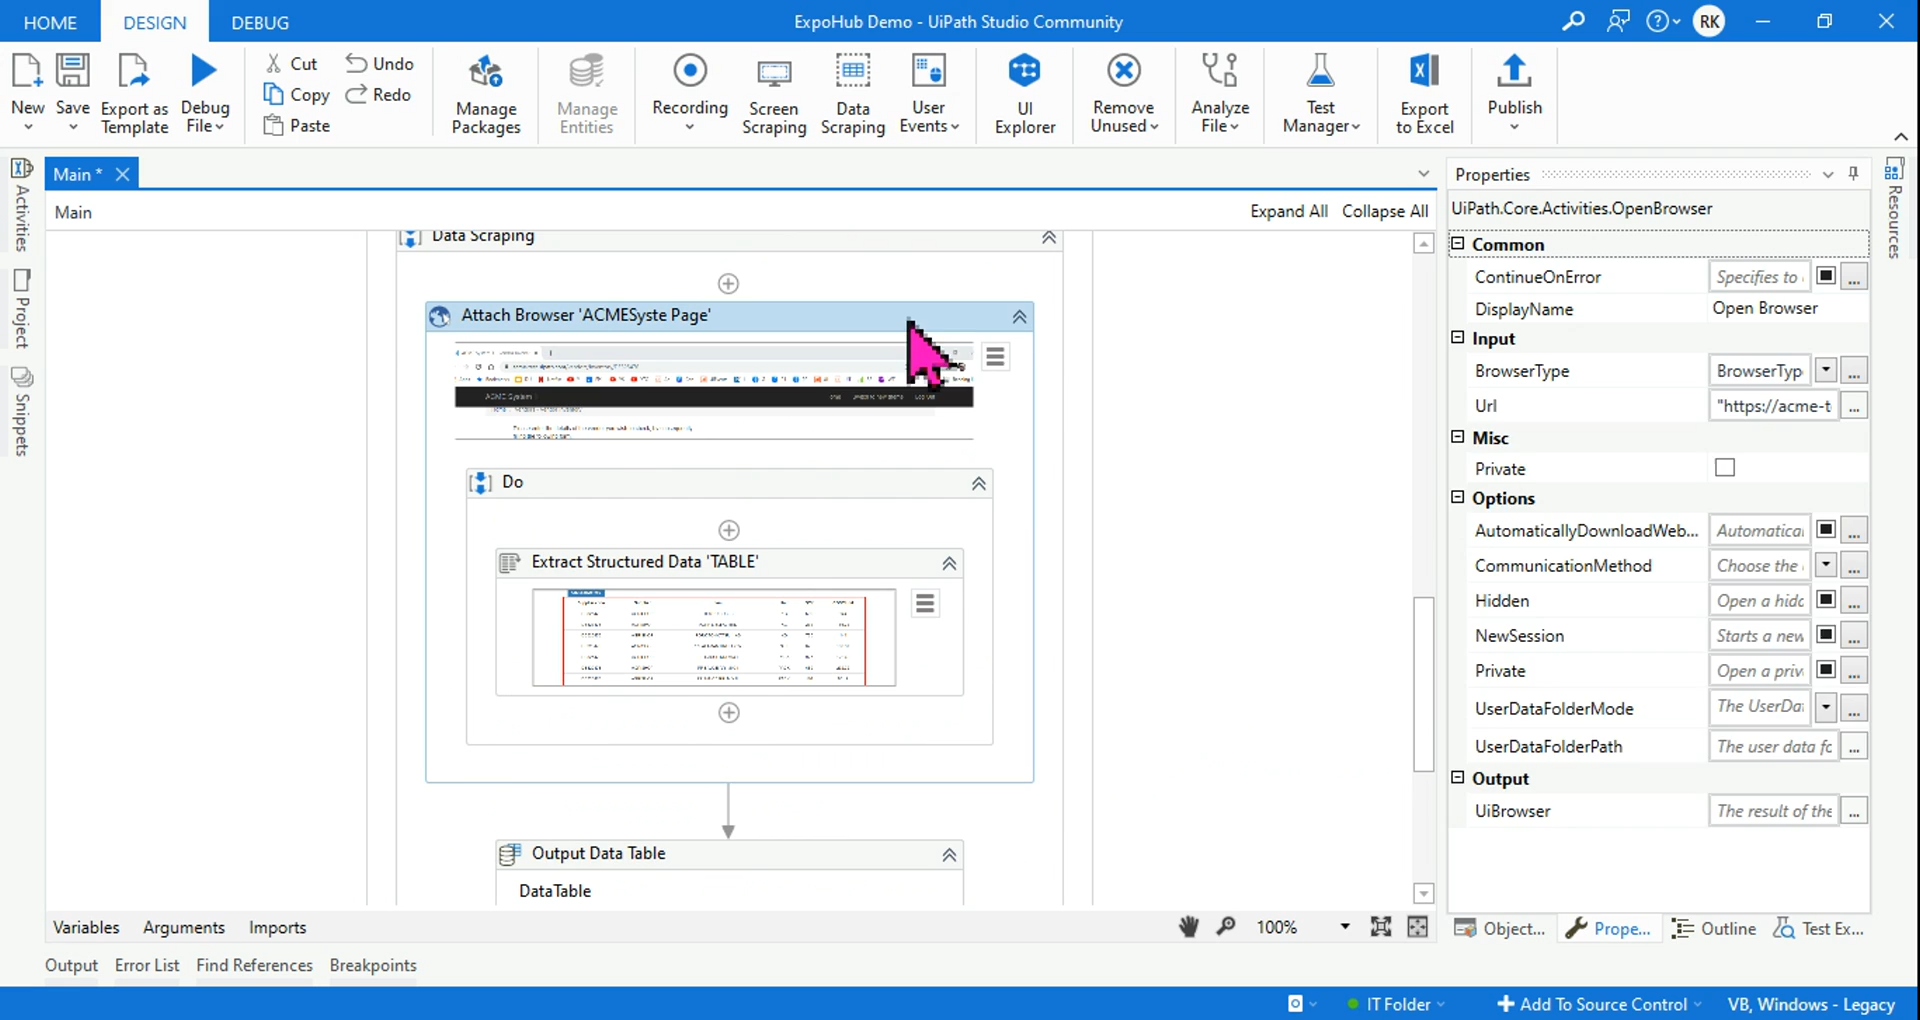 HOME DESIGN DEBUG ExpoHub Demo - UiPath Studio Community RK
New Save Export as Template Debug File Cut Copy Paste Undo Redo Manage Packages Manage Entities Recording Screen Scraping Data Scraping User Events UI Explorer Remove Unused Analyze File Test Manager Export to Excel Publish
Activities
Project
Snippets
Main *
Main Expand All Collapse All
Data Scraping
Attach Browser 'ACMESyste Page'
Do
Extract Structured Data 'TABLE'
Output Data Table
DataTable
Variables Arguments Imports 100%
Output Error List Find References Breakpoints
Properties
UiPath.Core.Activities.OpenBrowser
Common
ContinueOnError Specifies to
DisplayName Open Browser
Input
BrowserType BrowserTyp
Url "https://acme-t
Misc
Private
Options
AutomaticallyDownloadWeb... Automatica
CommunicationMethod Choose the
Hidden Open a hidd
NewSession Starts a new
Private Open a priv
UserDataFolderMode The UserDa
UserDataFolderPath The user data fo
Output
UiBrowser The result of the
Object... Prope... Outline Test Ex...
Resources
IT Folder Add To Source Control VB, Windows - Legacy